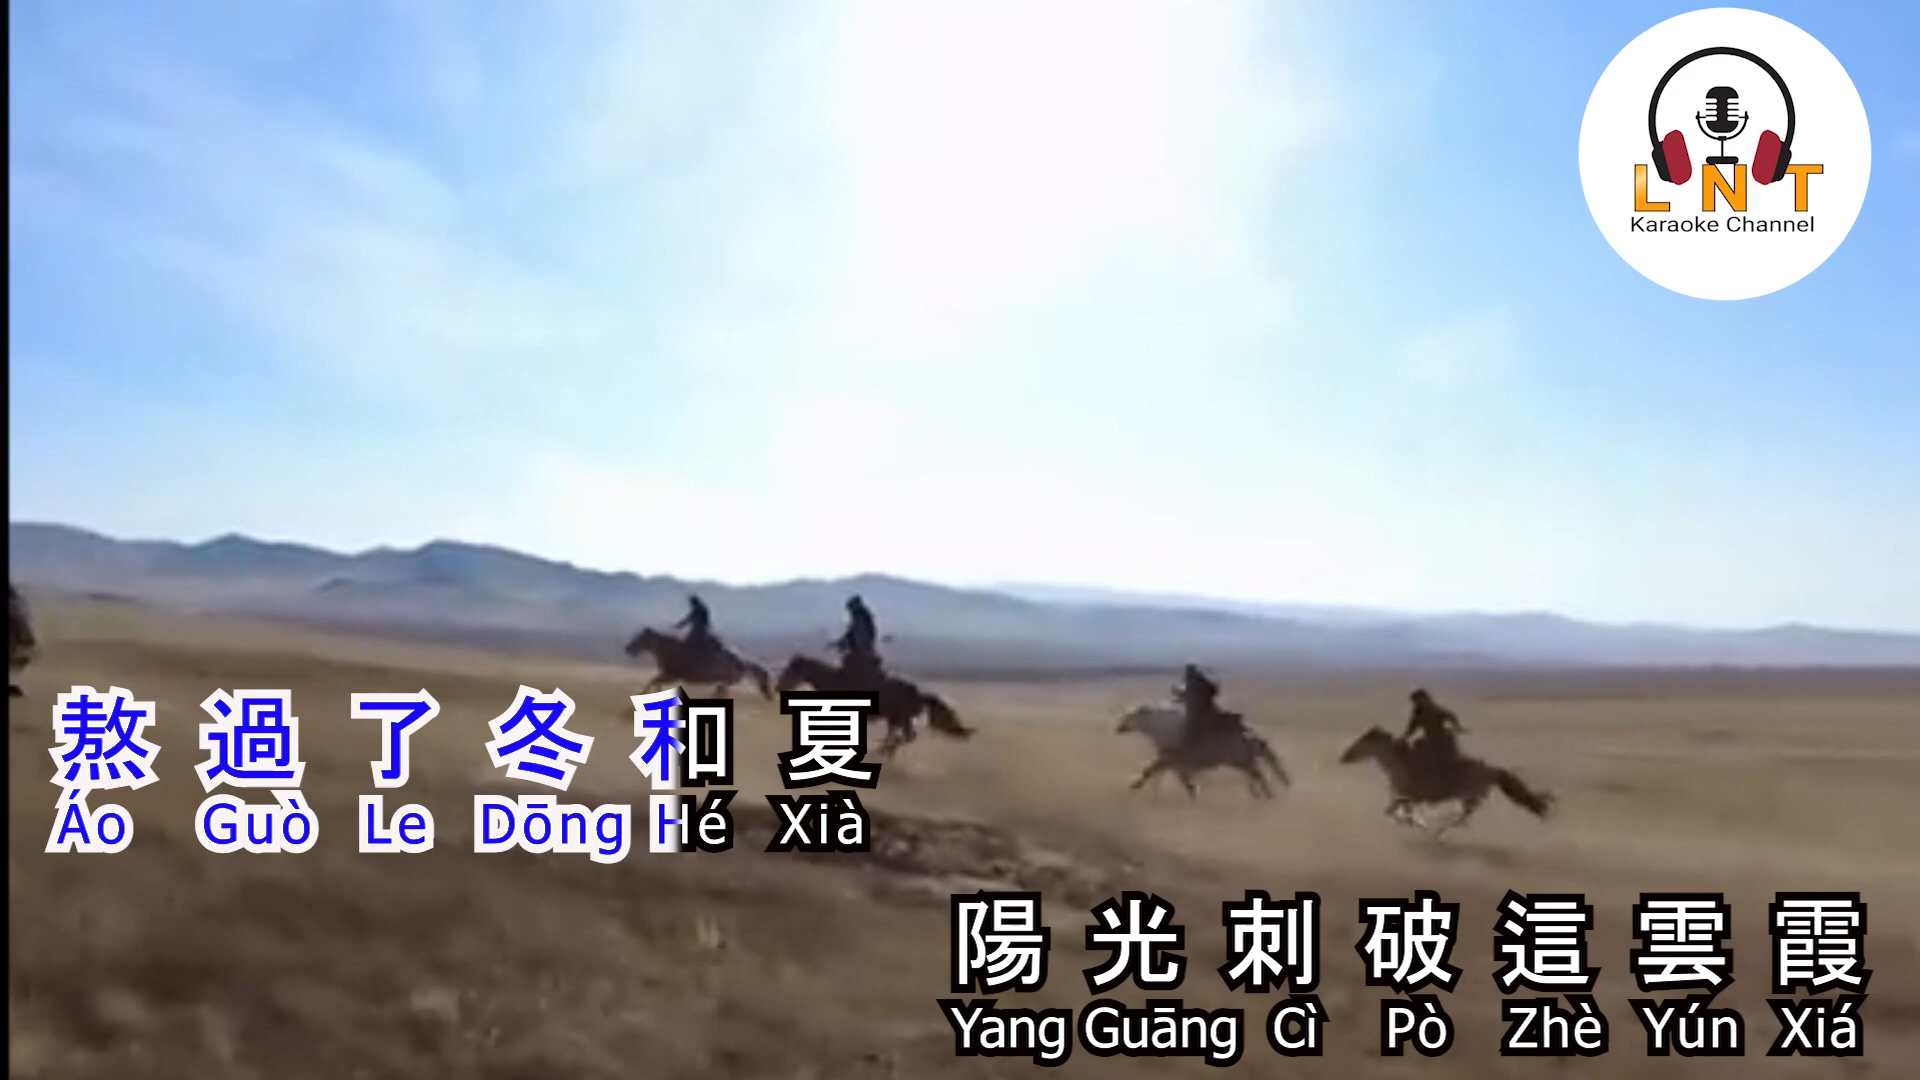 L N T
Karaoke Channel
熬過了冬和夏
Áo Guò Le Dōng Hé Xià
陽光刺破這雲霞
Yang Guāng Cì Pò Zhè Yún Xiá